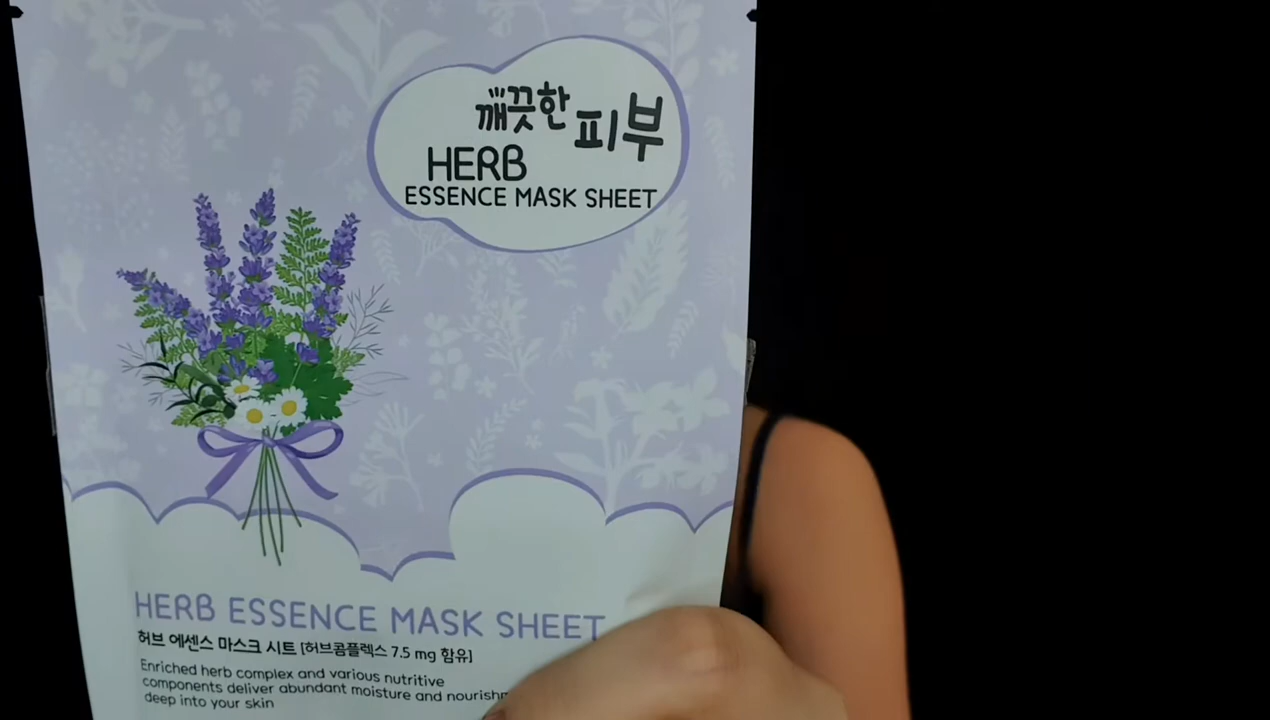 깨끗한 피부
HERB
ESSENCE MASK SHEET
HERB ESSENCE MASK SHEET
허브 에센스 마스크 시트 [허브콤플렉스 7.5 mg 함유]
Enriched herb complex and various nutritive
components deliver abundant moisture and
deep into your skin